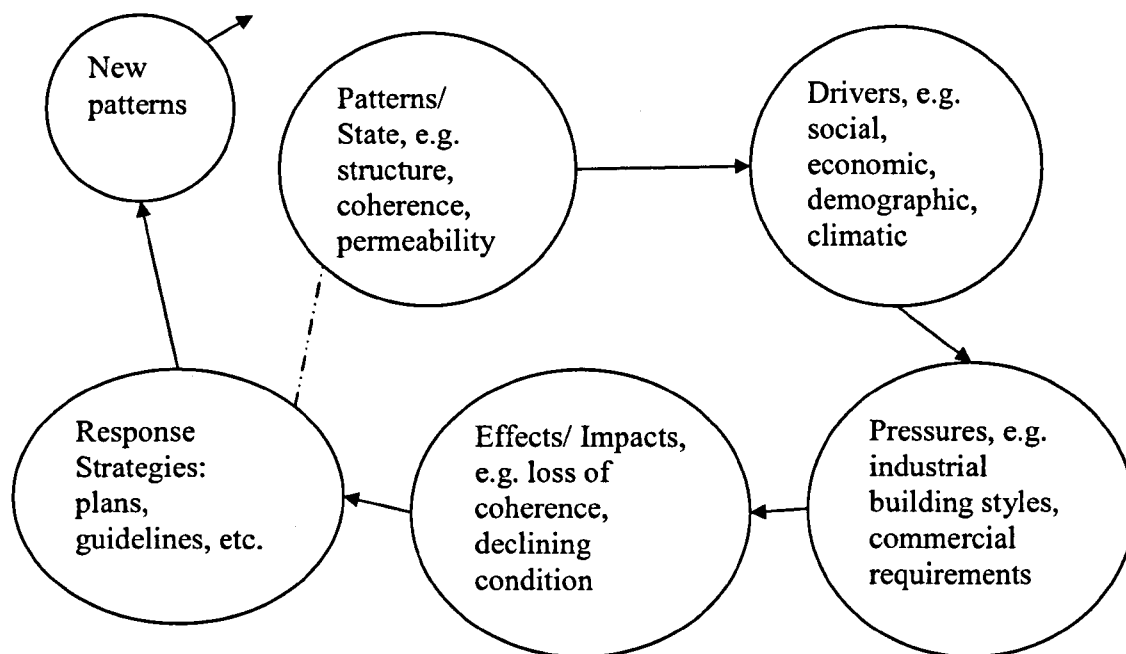 New
patterns
Patterns/
State, e.g.
structure,
coherence,
permeability
Drivers, e.g.
social,
economic,
demographic,
climatic
Pressures, e.g.
industrial
building styles,
commercial
requirements
Effects/ Impacts,
e.g. loss of
coherence,
declining
condition
Response
Strategies:
plans,
guidelines, etc.